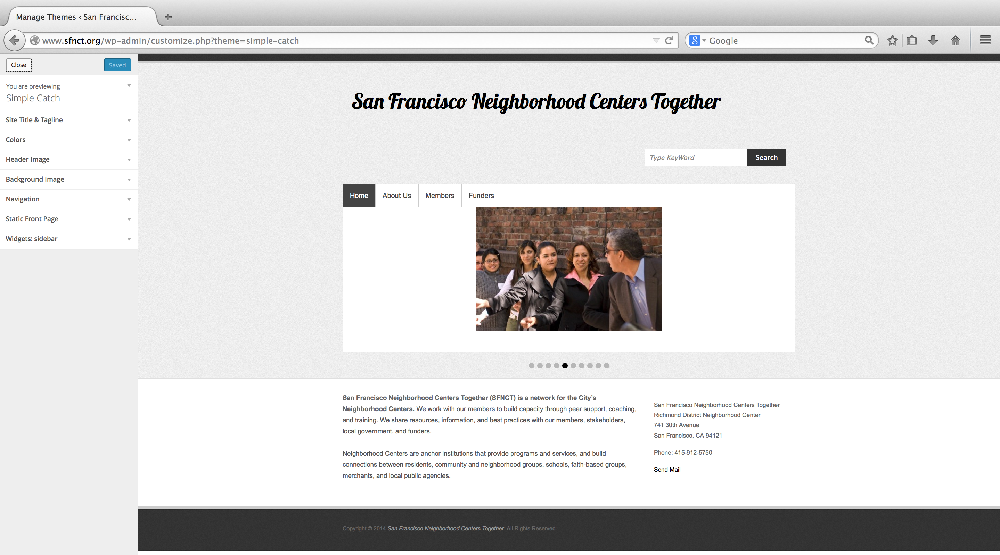 Manage Themes ‹ San Francisc...
www.sfnct.org/wp-admin/customize.php?theme=simple-catch
Google
Close
Saved
You are previewing
Simple Catch
Site Title & Tagline
Colors
Header Image
Background Image
Navigation
Static Front Page
Widgets: sidebar
San Francisco Neighborhood Centers Together
Type KeyWord
Search
Home
About Us
Members
Funders
San Francisco Neighborhood Centers Together (SFNCT) is a network for the City’s
Neighborhood Centers. We work with our members to build capacity through peer support, coaching,
and training. We share resources, information, and best practices with our members, stakeholders,
local government, and funders.
Neighborhood Centers are anchor institutions that provide programs and services, and build
connections between residents, community and neighborhood groups, schools, faith-based groups,
merchants, and local public agencies.
San Francisco Neighborhood Centers Together
Richmond District Neighborhood Center
741 30th Avenue
San Francisco, CA 94121
Phone: 415-912-5750
Send Mail
Copyright © 2014 San Francisco Neighborhood Centers Together. All Rights Reserved.